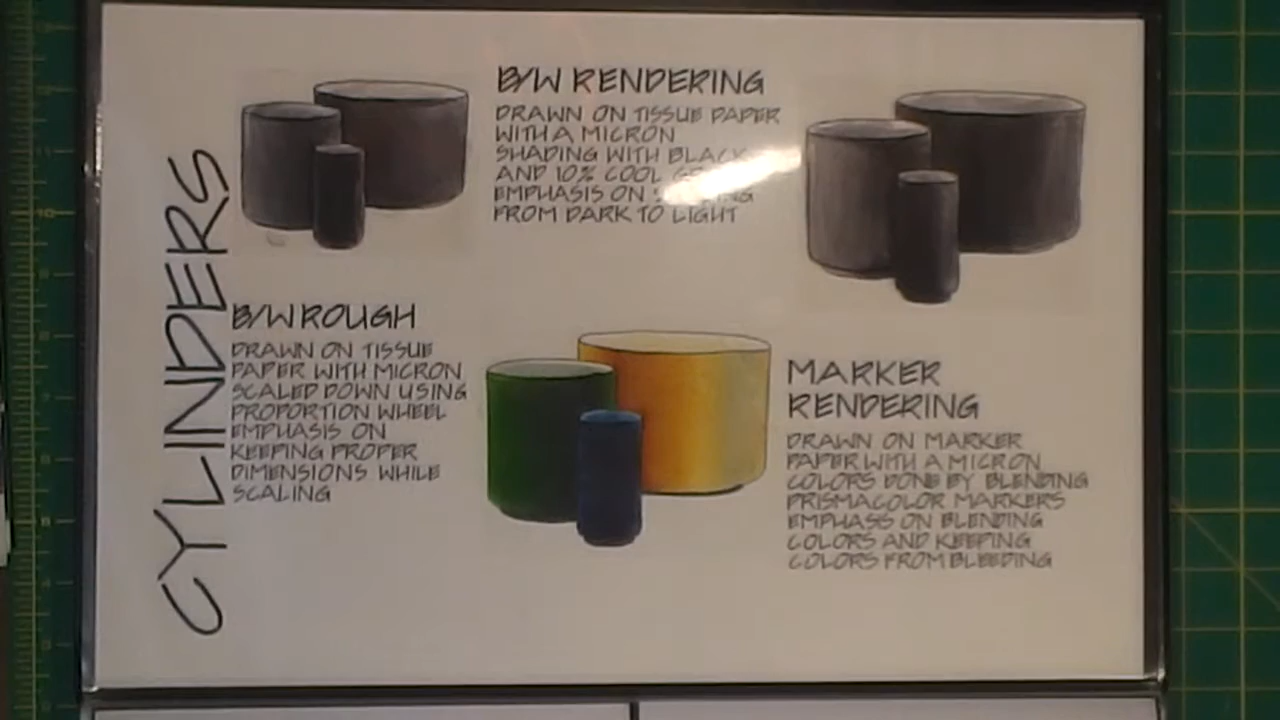 CYLINDERS
B/W RENDERING
DRAWN ON TISSUE PAPER
WITH A MICRON
SHADING WITH BLACK
AND 10% COOL
EMPHASIS ON
FROM DARK TO LIGHT
B/W ROUGH
DRAWN ON TISSUE
PAPER WITH MICRON
SCALED DOWN USING
PROPORTION WHEEL
EMPHASIS ON
KEEPING PROPER
DIMENSIONS WHILE
SCALING
MARKER
RENDERING
DRAWN ON MARKER
PAPER WITH A MICRON
COLORS DONE BY BLENDING
PRISMACOLOR MARKERS
EMPHASIS ON BLENDING
COLORS AND KEEPING
COLORS FROM BLEEDING